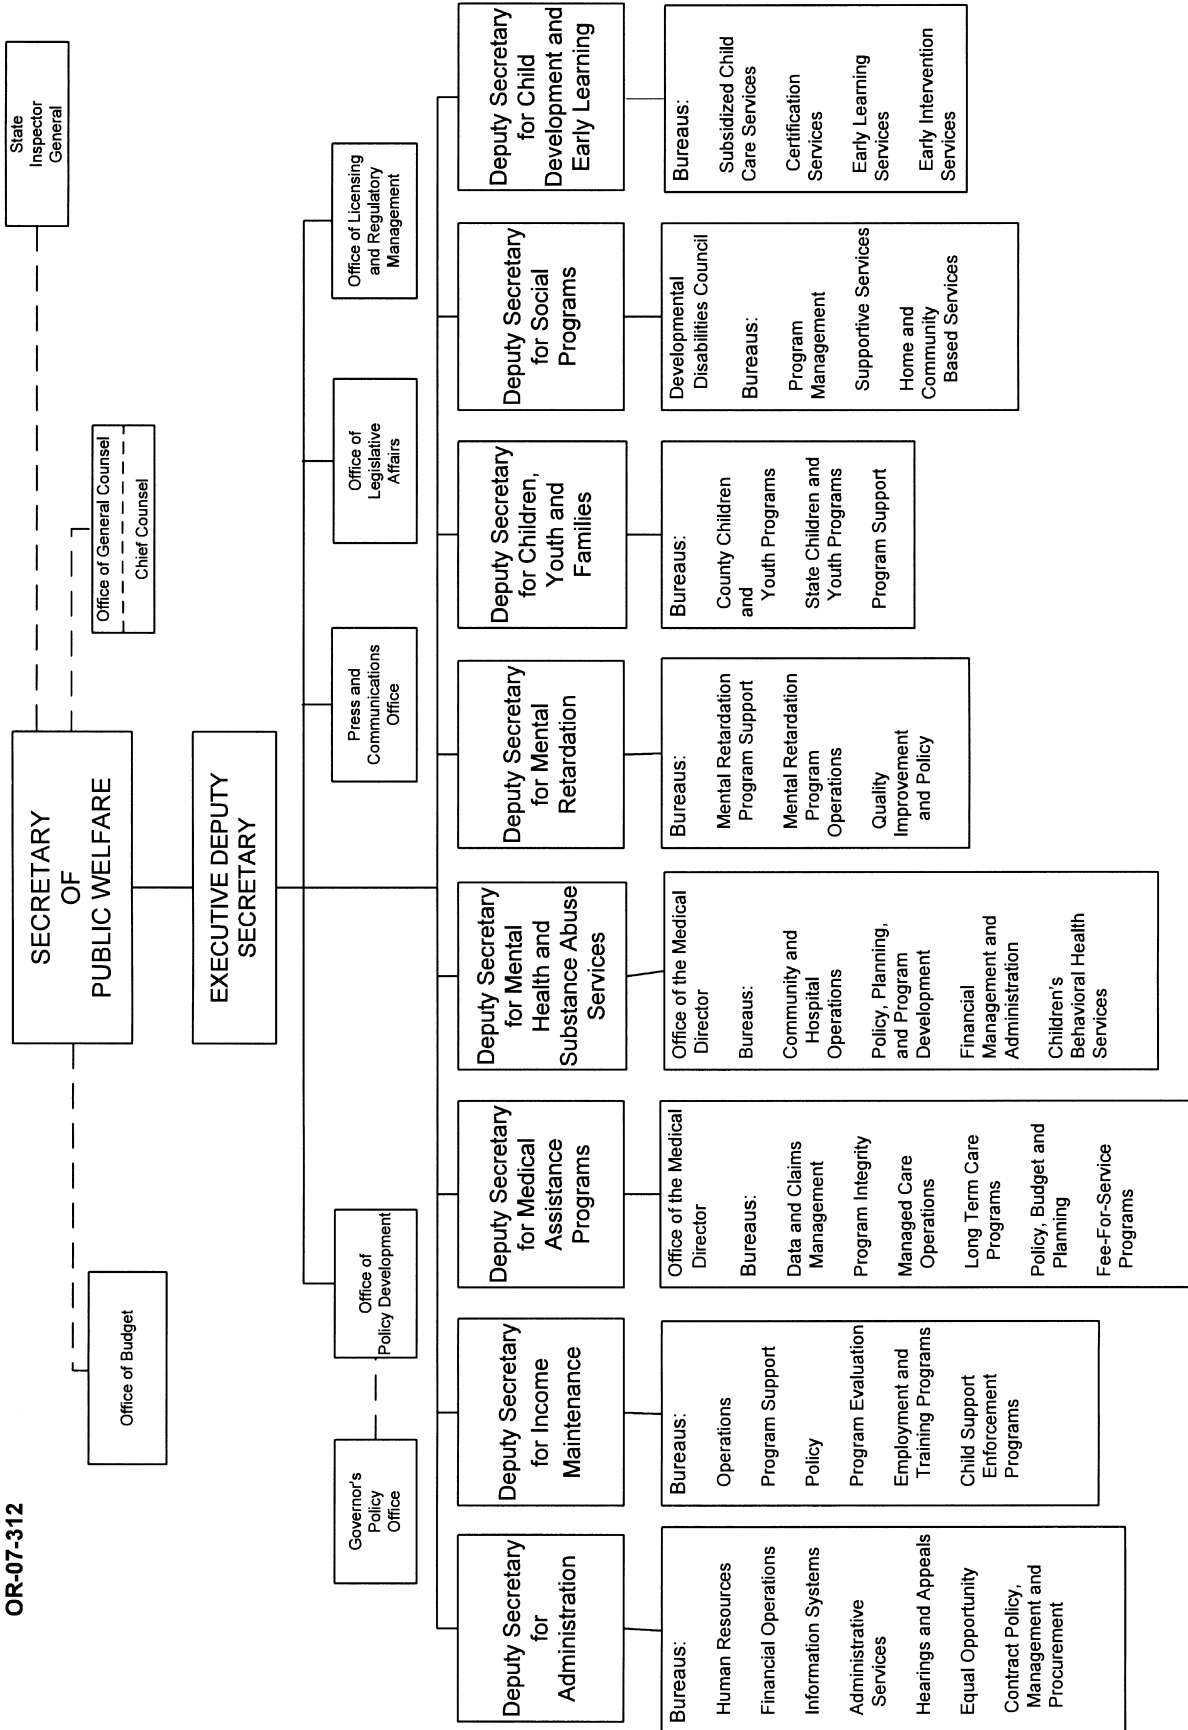 OR-07-312
State
Inspector
General
Office of General Counsel
Chief Counsel
SECRETARY
OF
PUBLIC WELFARE
Office of Budget
EXECUTIVE DEPUTY
SECRETARY
Governor's
Policy
Office
Office of
Policy Development
Press and
Communications
Office
Office of
Legislative
Affairs
Office of Licensing
and Regulatory
Management
Deputy Secretary
for
Administration
Bureaus:
Human Resources
Financial Operations
Information Systems
Administrative
Services
Hearings and Appeals
Equal Opportunity
Contract Policy,
Management and
Procurement
Deputy Secretary
for Income
Maintenance
Bureaus:
Operations
Program Support
Policy
Program Evaluation
Employment and
Training Programs
Child Support
Enforcement
Programs
Deputy Secretary
for Medical
Assistance
Programs
Office of the Medical
Director
Bureaus:
Data and Claims
Management
Program Integrity
Managed Care
Operations
Long Term Care
Programs
Policy, Budget and
Planning
Fee-For-Service
Programs
Deputy Secretary
for Mental
Health and
Substance Abuse
Services
Office of the Medical
Director
Bureaus:
Community and
Hospital
Operations
Policy, Planning,
and Program
Development
Financial
Management and
Administration
Children's
Behavioral Health
Services
Deputy Secretary
for Mental
Retardation
Bureaus:
Mental Retardation
Program Support
Mental Retardation
Program
Operations
Quality
Improvement
and Policy
Deputy Secretary
for Children,
Youth and
Families
Bureaus:
County Children
and
Youth Programs
State Children and
Youth Programs
Program Support
Deputy Secretary
for Social
Programs
Developmental
Disabilities Council
Bureaus:
Program
Management
Supportive Services
Home and
Community
Based Services
Deputy Secretary
for Child
Development and
Early Learning
Bureaus:
Subsidized Child
Care Services
Certification
Services
Early Learning
Services
Early Intervention
Services